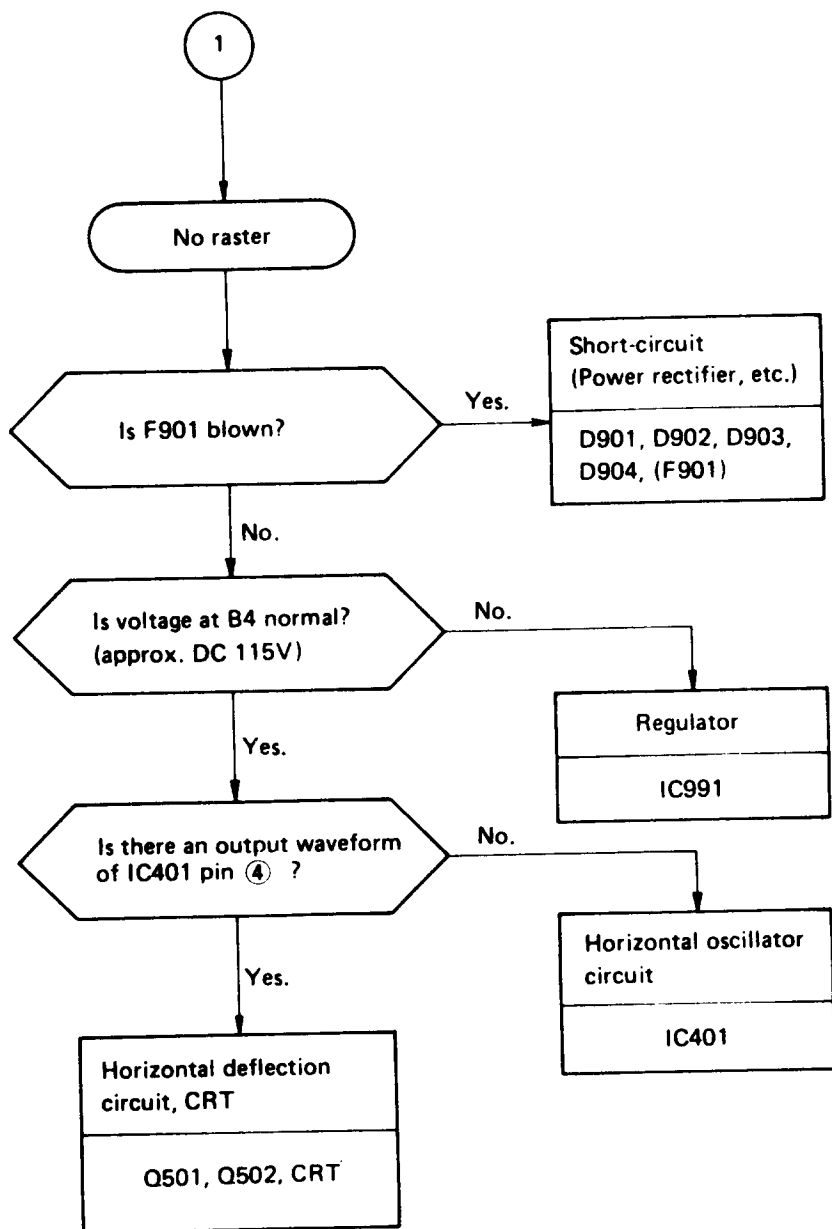 1
No raster
Is F901 blown?
Yes.
Short-circuit
(Power rectifier, etc.)
D901, D902, D903,
D904, (F901)
No.
Is voltage at B4 normal?
(approx. DC 115V)
No.
Regulator
IC991
Yes.
Is there an output waveform
of IC401 pin ④ ?
No.
Horizontal oscillator
circuit
IC401
Yes.
Horizontal deflection
circuit, CRT
Q501, Q502, CRT